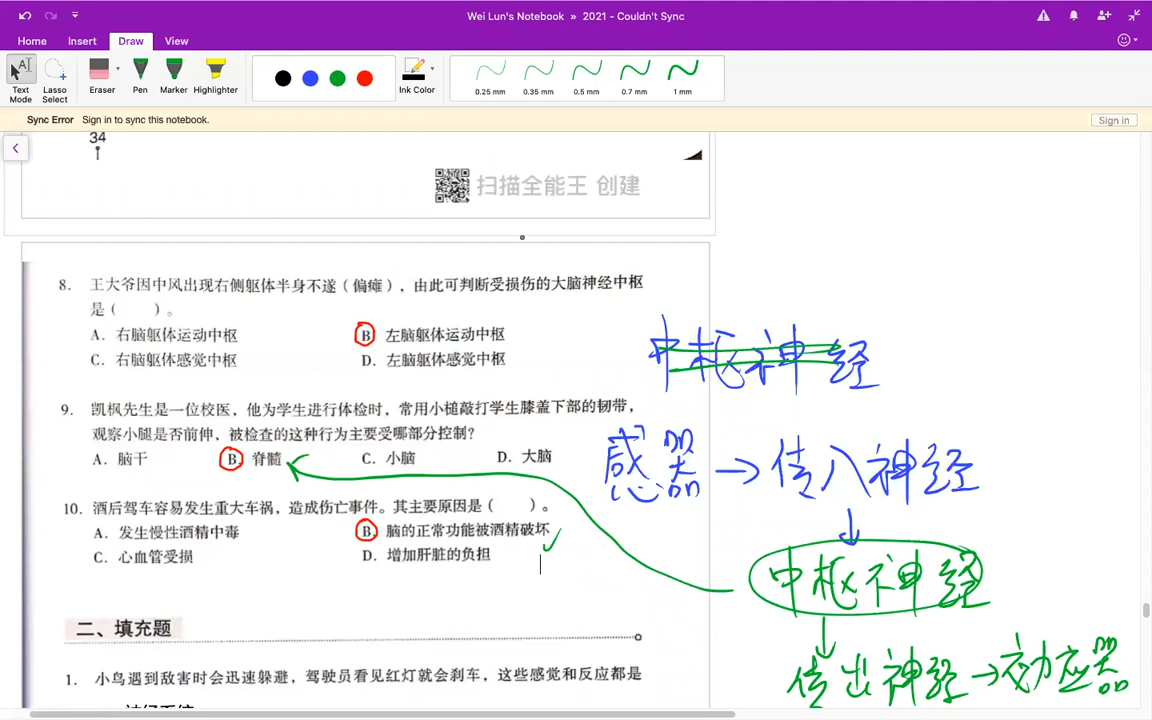 Wei Lun's Notebook » 2021 - Couldn't Sync
Home Insert Draw View
Text Mode
Lasso Select
Eraser
Pen
Marker
Highlighter
Ink Color
0.25 mm 0.35 mm 0.5 mm 0.7 mm 1 mm
Sync Error Sign in to sync this notebook. Sign in
34
扫描全能王 创建
8. 王大爷因中风出现右侧躯体半身不遂（偏瘫），由此可判断受损伤的大脑神经中枢
是（ ）。
A. 右脑躯体运动中枢 B 左脑躯体运动中枢
C. 右脑躯体感觉中枢 D. 左脑躯体感觉中枢
中枢神经
9. 凯枫先生是一位校医，他为学生进行体检时，常用小槌敲打学生膝盖下部的韧带，
观察小腿是否前伸，被检查的这种行为主要受哪部分控制？
A. 脑干 B. 脊髓 C. 小脑 D. 大脑
感器 → 传入神经
10. 酒后驾车容易发生重大车祸，造成伤亡事件。其主要原因是（ ）。
A. 发生慢性酒精中毒 B. 脑的正常功能被酒精破坏
C. 心血管受损 D. 增加肝脏的负担
中枢神经
二、填充题
传出神经 → 效应器
1. 小鸟遇到敌害时会迅速躲避，驾驶员看见红灯就会刹车，这些感觉和反应都是